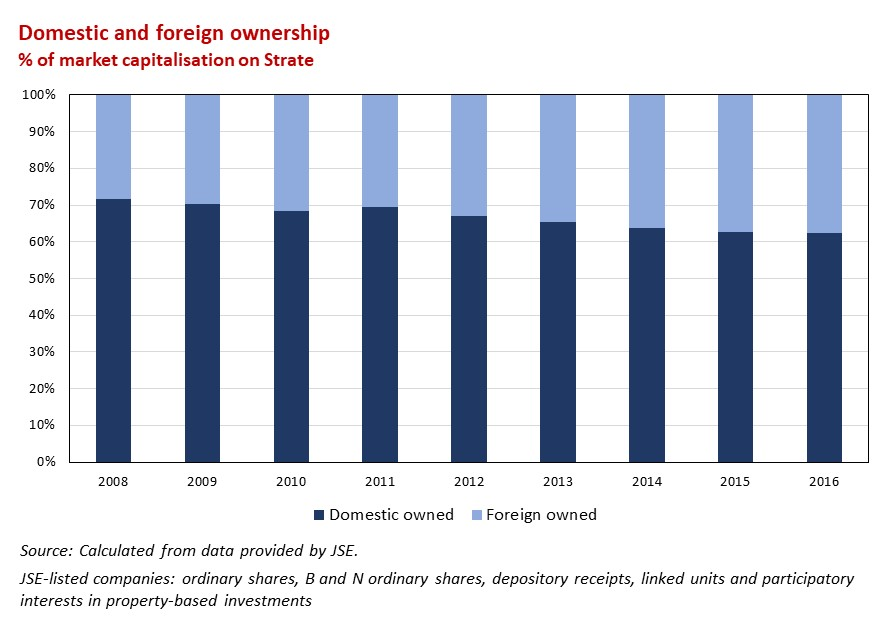 Domestic and foreign ownership
% of market capitalisation on Strate
100%
90%
80%
70%
60%
50%
40%
30%
20%
10%
0%
2008 2009 2010 2011 2012 2013 2014 2015 2016
Domestic owned Foreign owned
Source: Calculated from data provided by JSE.
JSE-listed companies: ordinary shares, B and N ordinary shares, depository receipts, linked units and participatory
interests in property-based investments